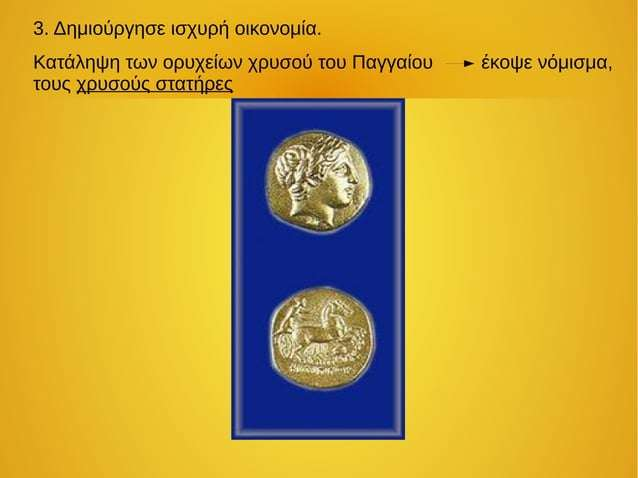 3. Δημιούργησε ισχυρή οικονομία.
Κατάληψη των ορυχείων χρυσού του Παγγαίου έκοψε νόμισμα,
τους χρυσούς στατήρες